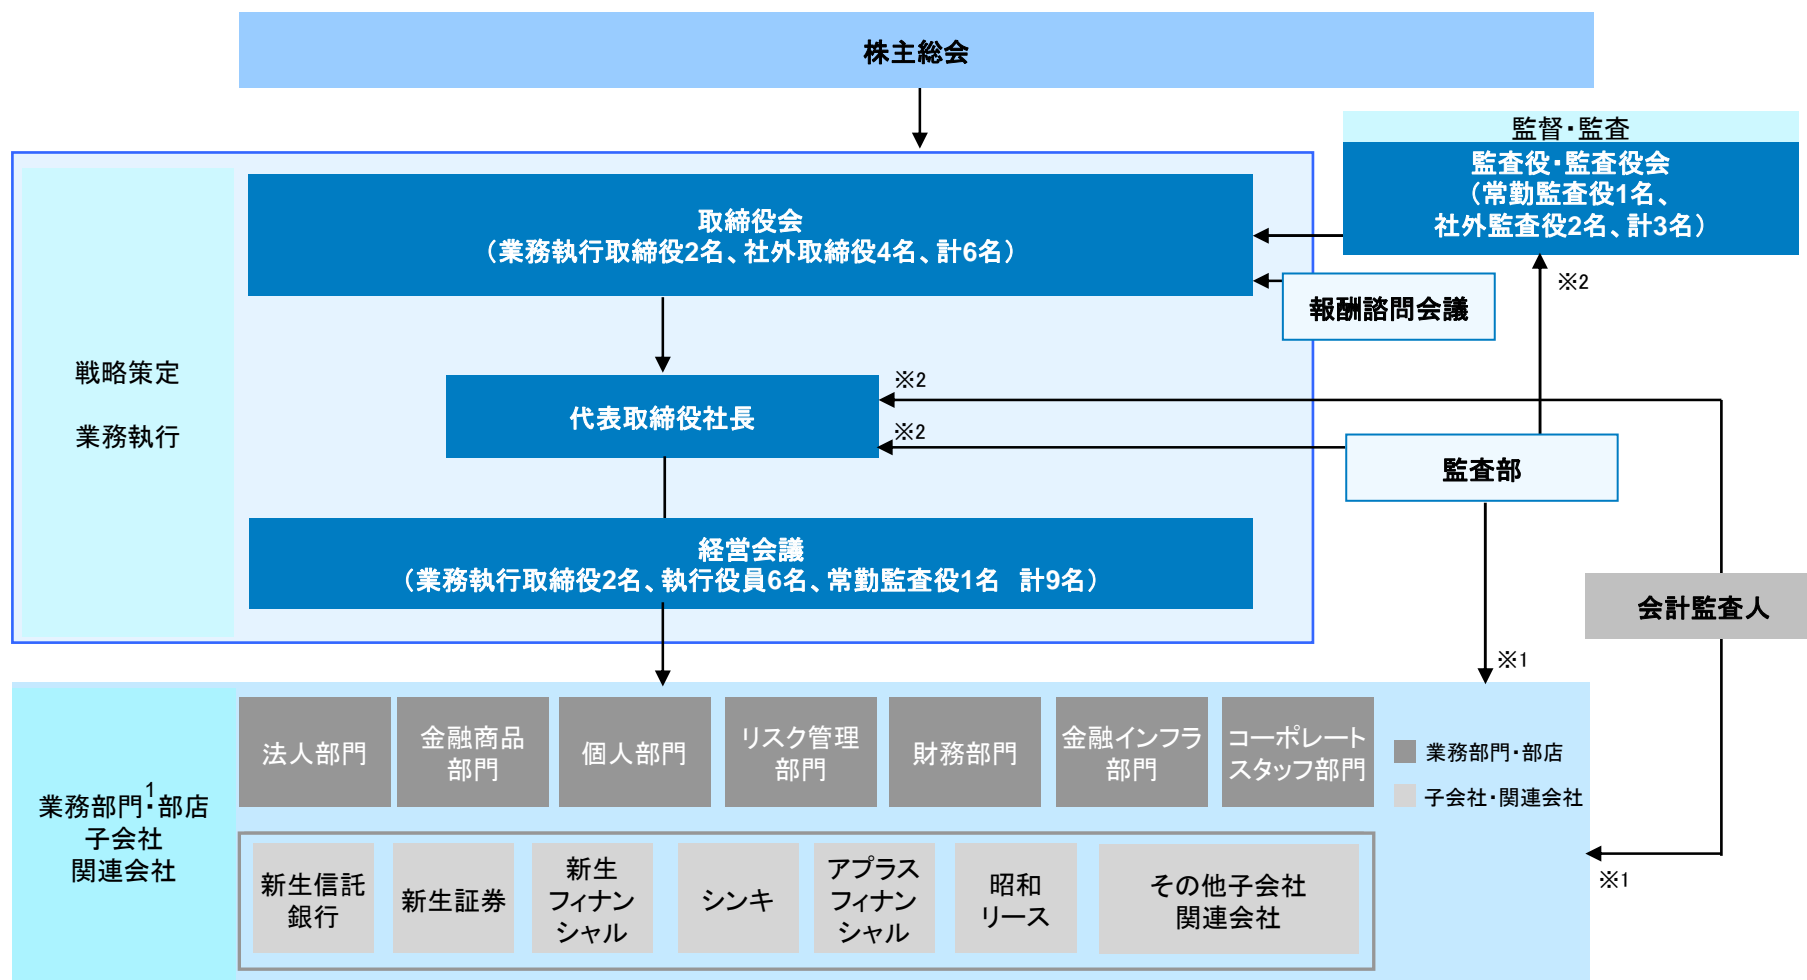 株主総会
監督・監査
監査役・監査役会
（常勤監査役1名、
社外監査役2名、計3名）
取締役会
（業務執行取締役2名、社外取締役4名、計6名）
※2
報酬諮問会議
戦略策定
業務執行
代表取締役社長
※2
※2
監査部
経営会議
（業務執行取締役2名、執行役員6名、常勤監査役1名　計9名）
会計監査人
※1
業務部門・部店1
子会社
関連会社
法人部門
金融商品
部門
個人部門
リスク管理
部門
財務部門
金融インフラ
部門
コーポレート
スタッフ部門
業務部門・部店
子会社・関連会社
※1
新生信託
銀行
新生証券
新生
フィナン
シャル
シンキ
アプラス
フィナン
シャル
昭和
リース
その他子会社
関連会社